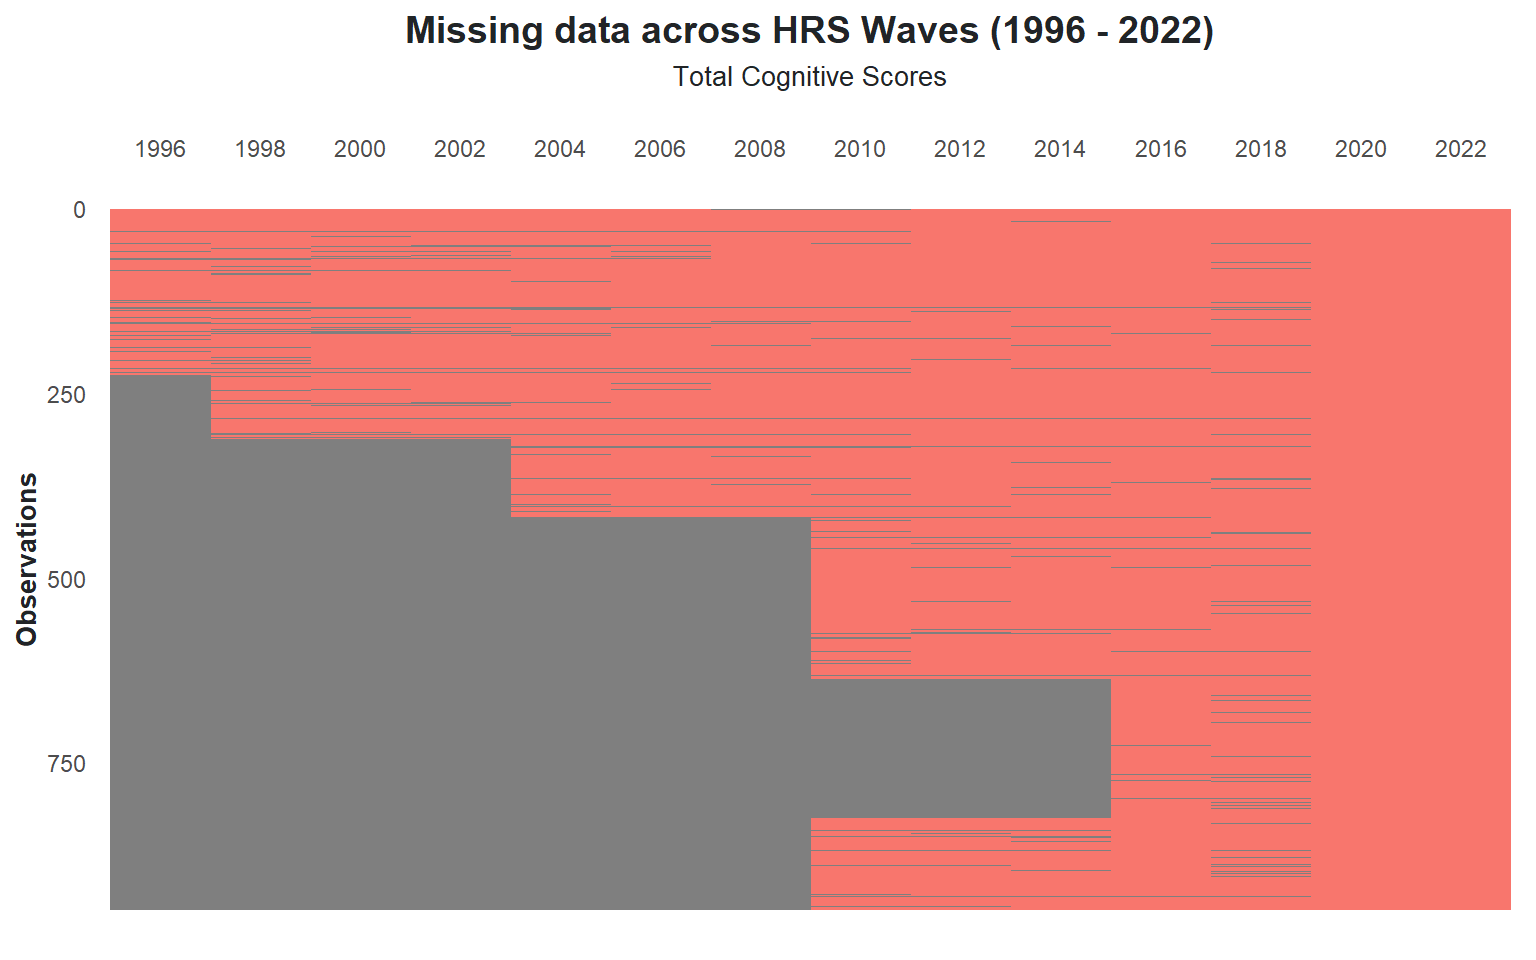 Missing data across HRS Waves (1996 - 2022)
Total Cognitive Scores
1996 1998 2000 2002 2004 2006 2008 2010 2012 2014 2016 2018 2020 2022
0
250
500
750
Observations